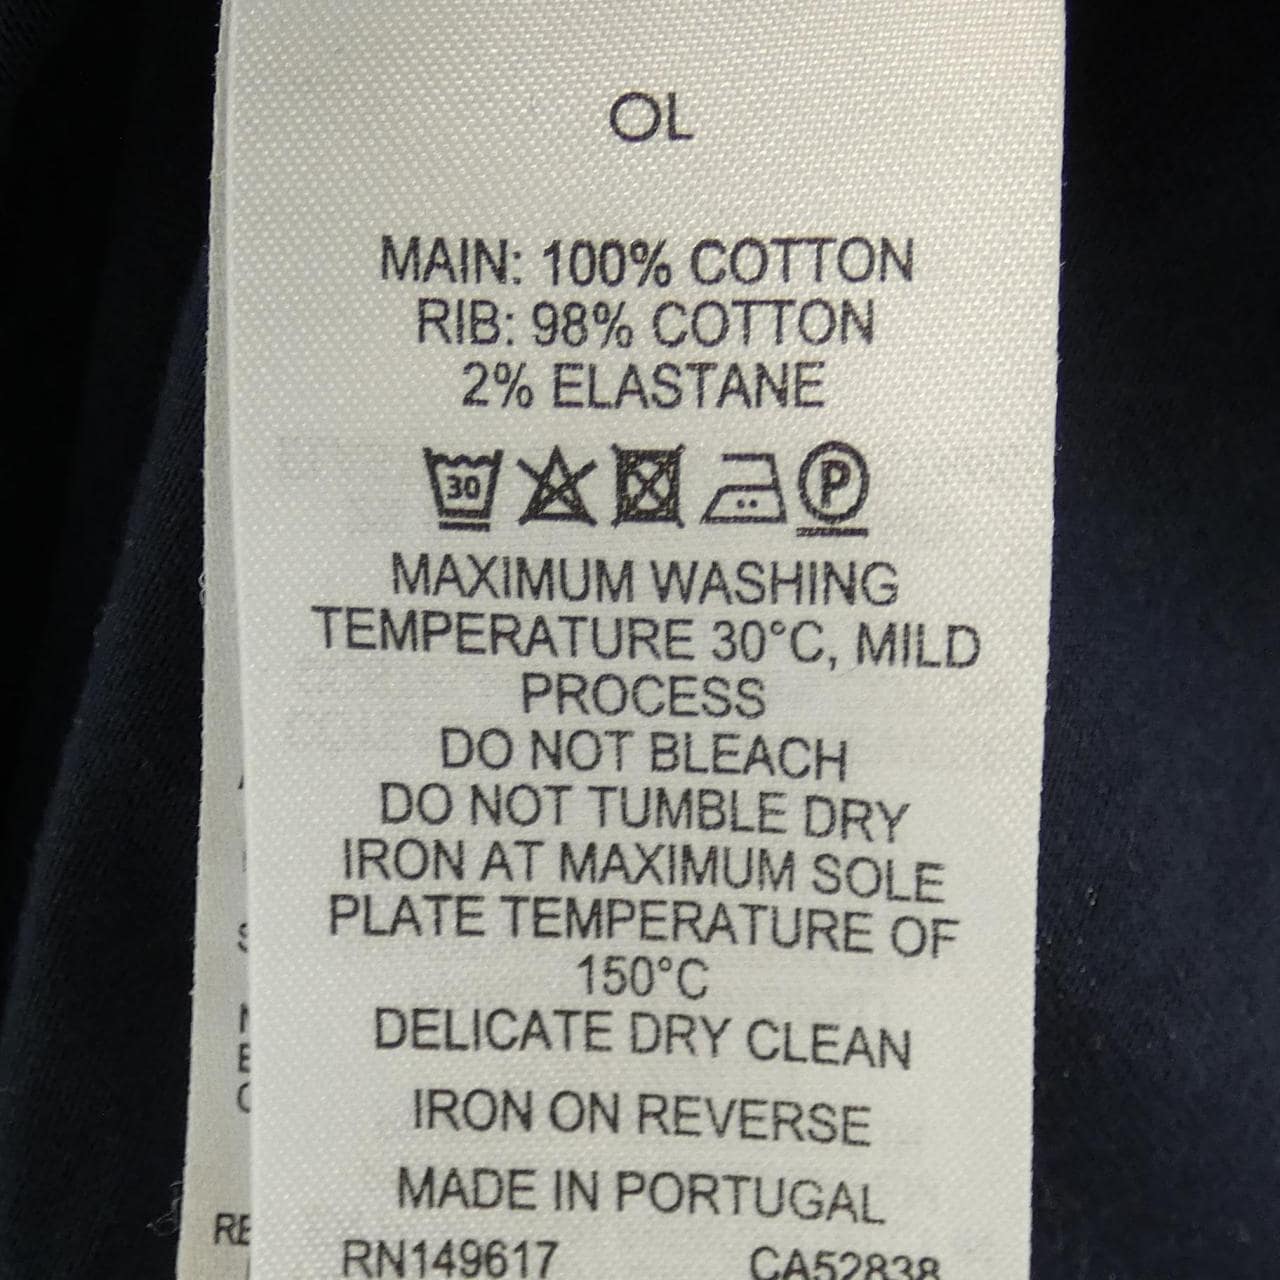 OL
MAIN: 100% COTTON
RIB: 98% COTTON
2% ELASTANE
30 P
MAXIMUM WASHING
TEMPERATURE 30°C, MILD
PROCESS
DO NOT BLEACH
DO NOT TUMBLE DRY
IRON AT MAXIMUM SOLE
PLATE TEMPERATURE OF
150°C
DELICATE DRY CLEAN
IRON ON REVERSE
MADE IN PORTUGAL
RN149617 CA52838